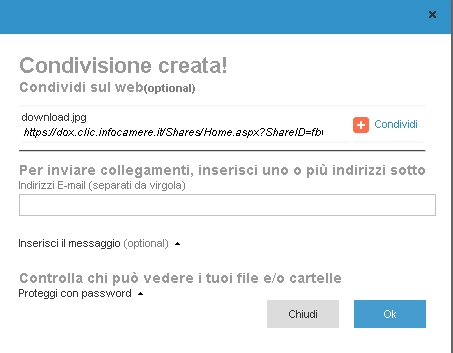 Condivisione creata!
Condividi sul web(optional)
download.jpg
https://dox.clic.infocamere.it/Shares/Home.aspx?ShareID=fb
Condividi
Per inviare collegamenti, inserisci uno o più indirizzi sotto
Indirizzi E-mail (separati da virgola)
Inserisci il messaggio (optional)
Controlla chi può vedere i tuoi file e/o cartelle
Proteggi con password
Chiudi
Ok